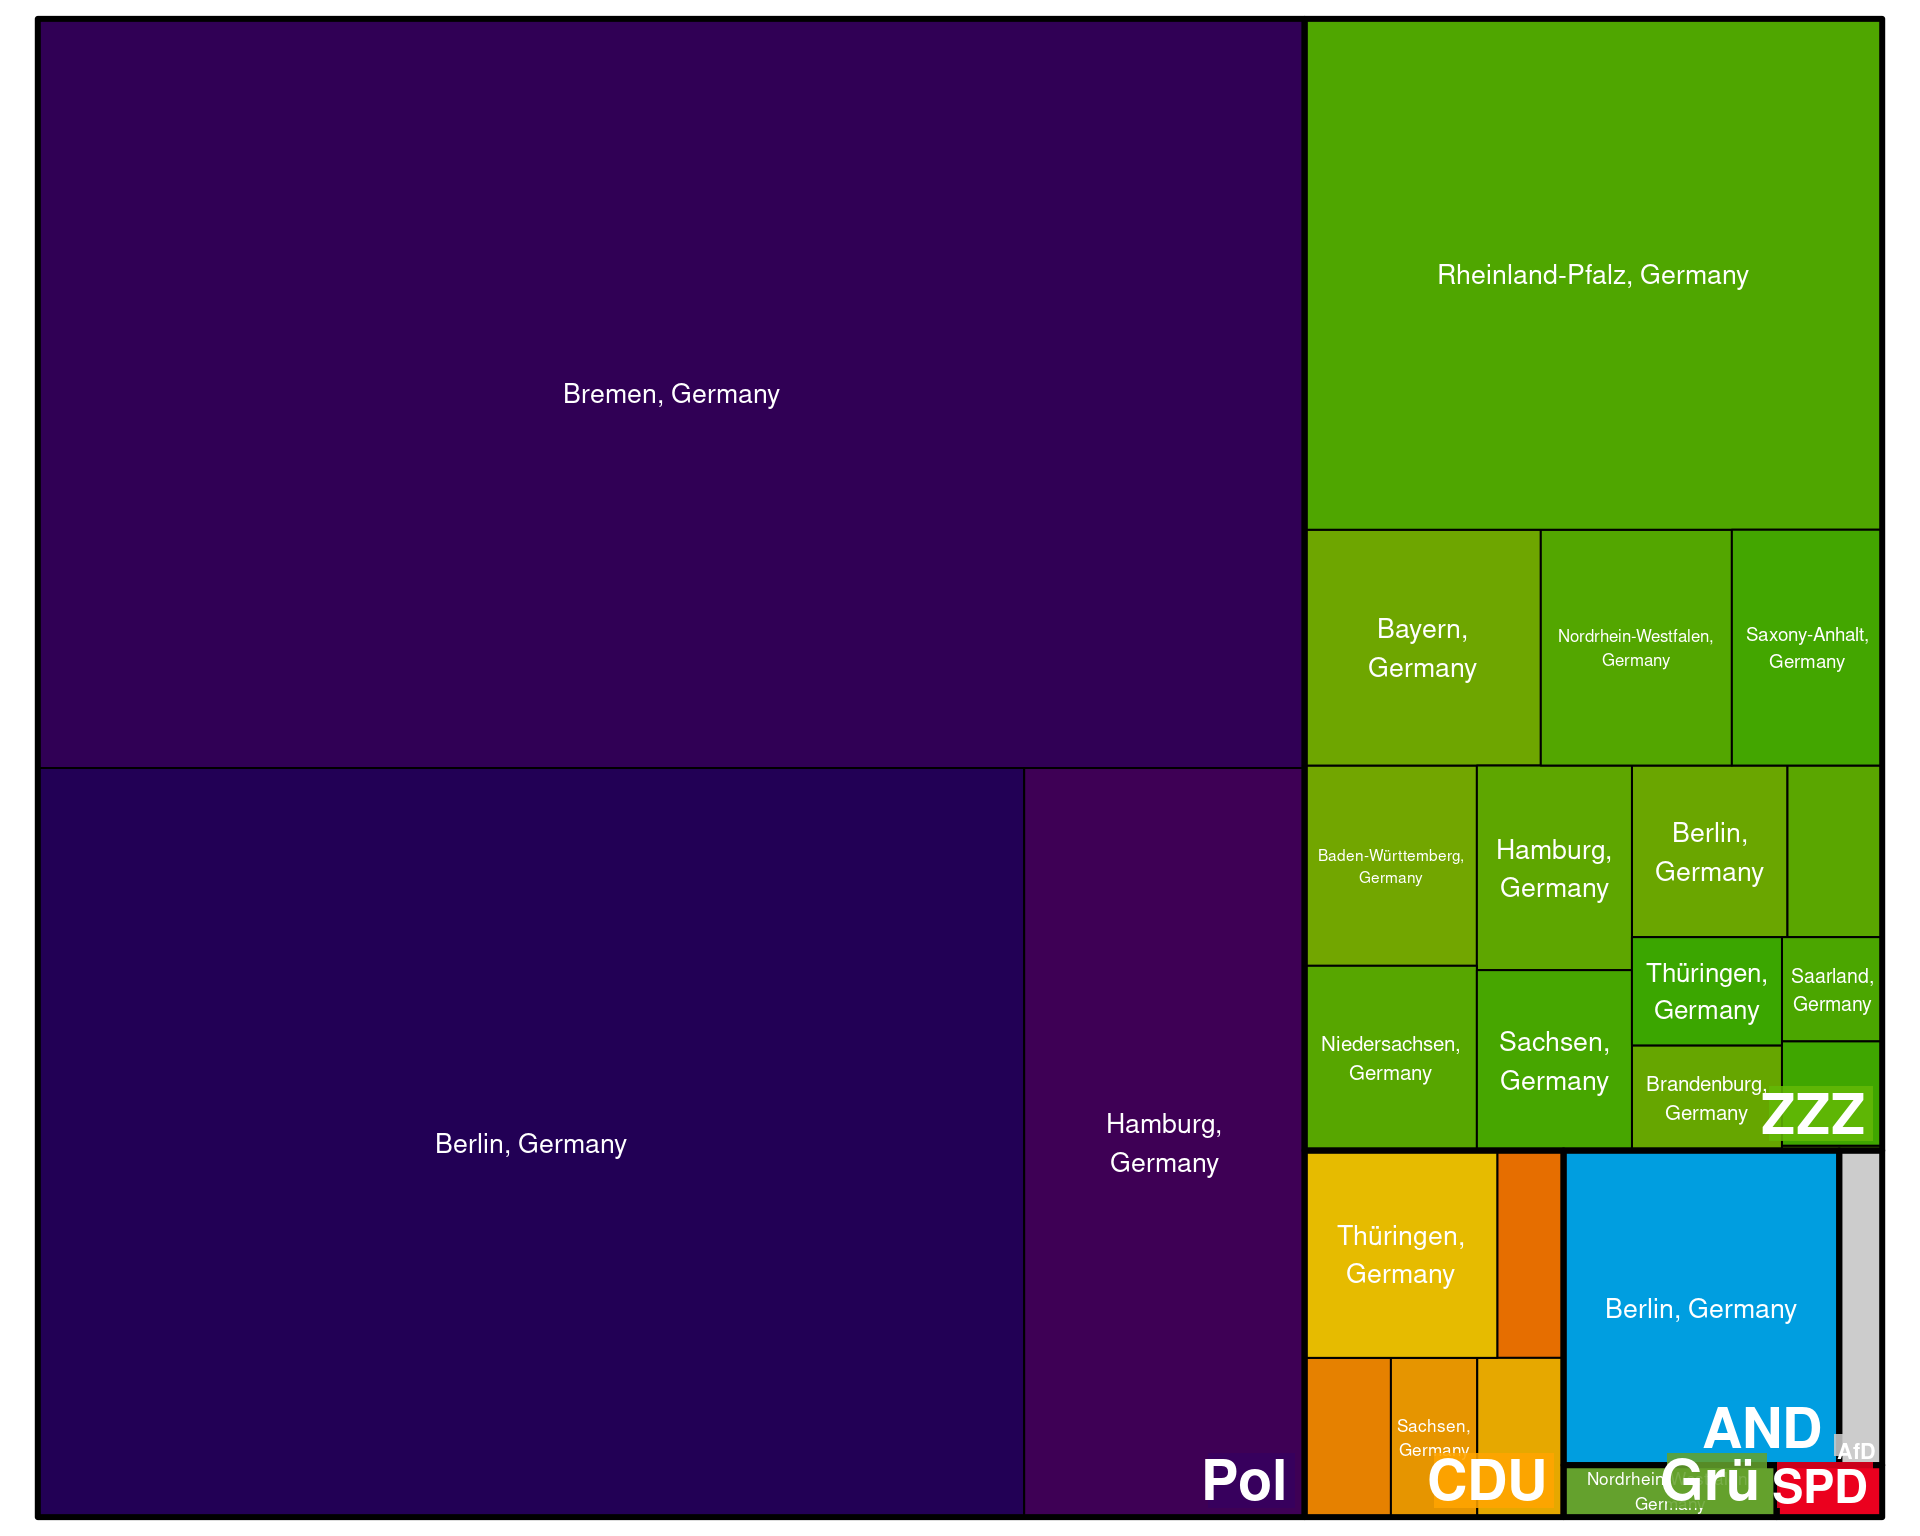 Bremen, Germany
Berlin, Germany
Hamburg,
Germany
Pol
Rheinland-Pfalz, Germany
Bayern,
Germany
Nordrhein-Westfalen,
Germany
Saxony-Anhalt,
Germany
Baden-Württemberg,
Germany
Hamburg,
Germany
Berlin,
Germany
Niedersachsen,
Germany
Sachsen,
Germany
Thüringen,
Germany
Saarland,
Germany
Brandenburg,
Germany
ZZZ
Thüringen,
Germany
Sachsen,
Germany
CDU
Berlin, Germany
AND
AfD
Germany
Grü
SPD